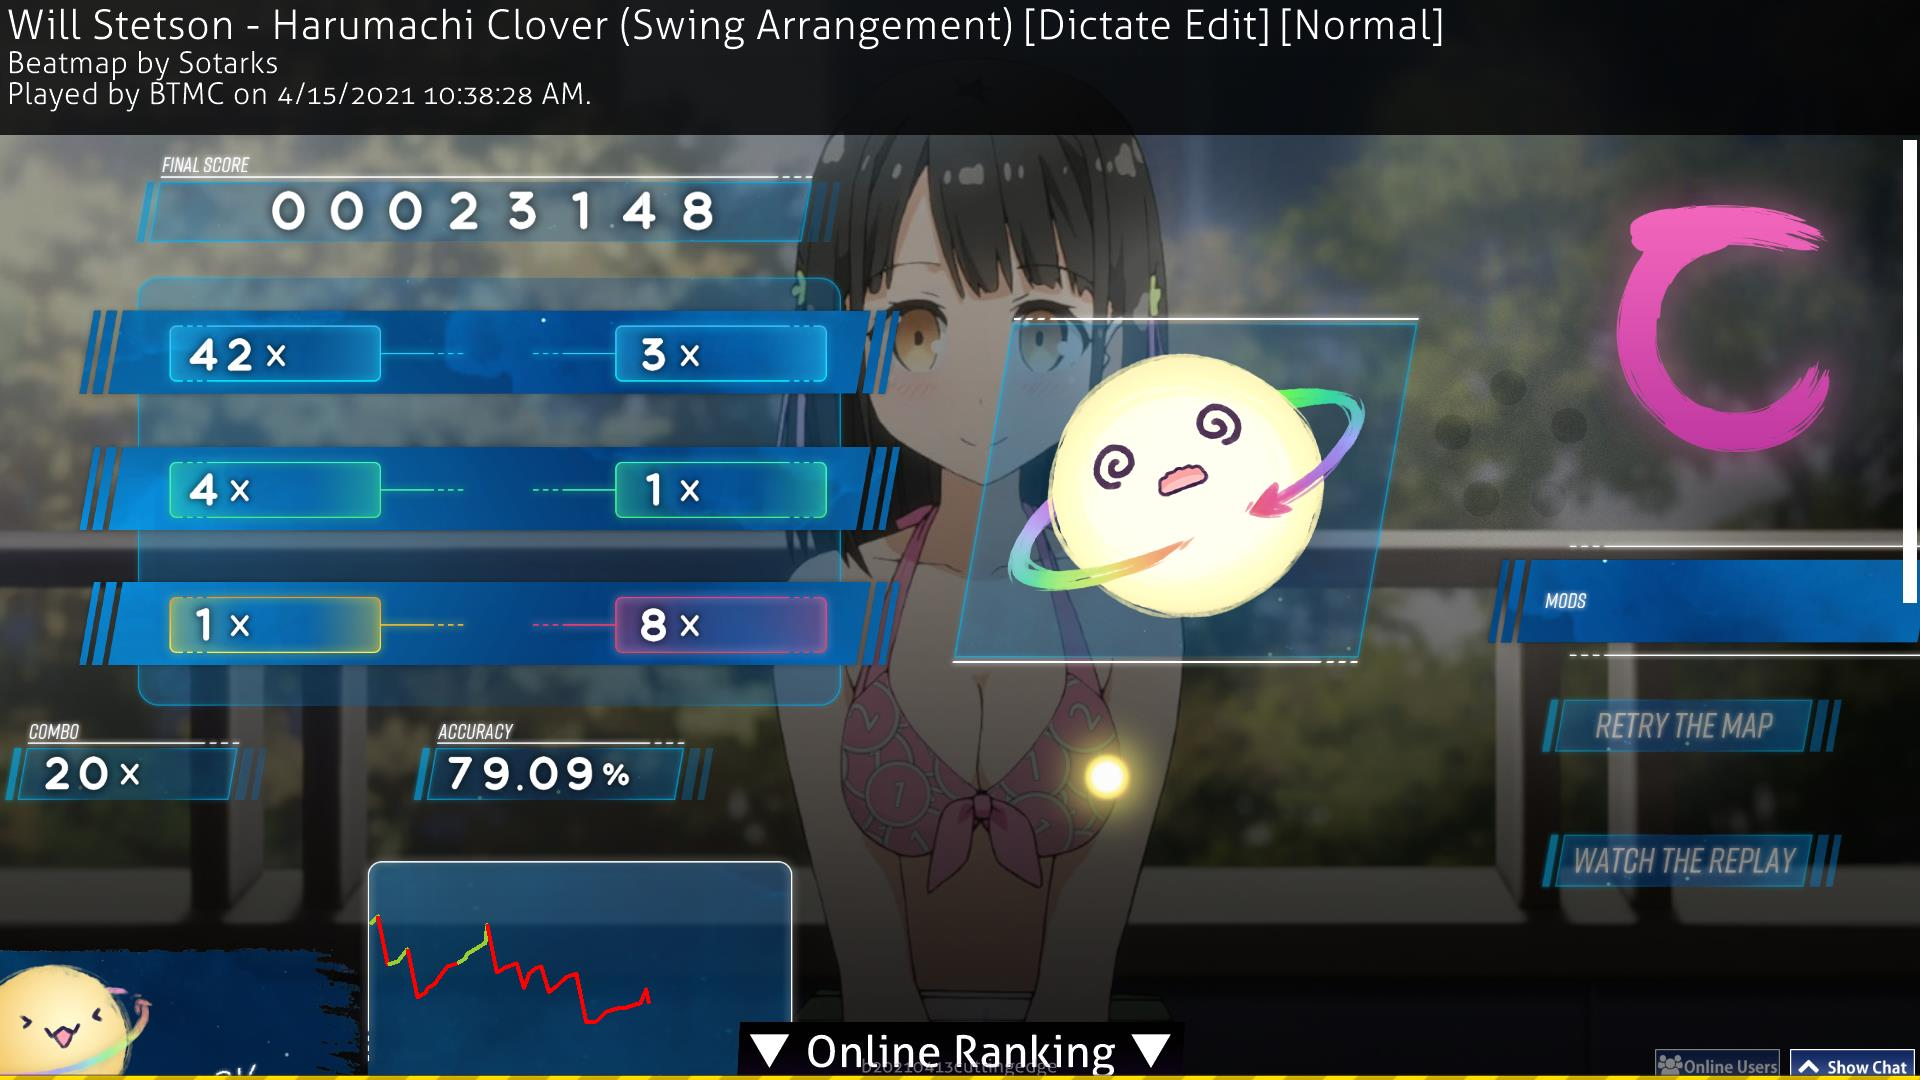 Will Stetson - Harumachi Clover (Swing Arrangement) [Dictate Edit] [Normal]
Beatmap by Sotarks
Played by BTMC on 4/15/2021 10:38:28 AM.
FINAL SCORE
00023148
42x 3x
4x 1x
1x 8x
C
MODS
COMBO
20x
ACCURACY
79.09%
RETRY THE MAP
WATCH THE REPLAY
▼ Online Ranking ▼
b20210413cuttingedge
Online Users
Show Chat